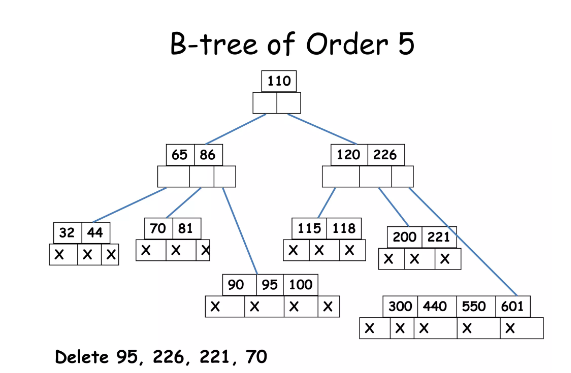 B-tree of Order 5
110
65 86
120 226
32 44
70 81
115 118
200 221
X X X
X X X
X X X
X X X
90 95 100
X X X X
300 440 550 601
X X X X X
Delete 95, 226, 221, 70